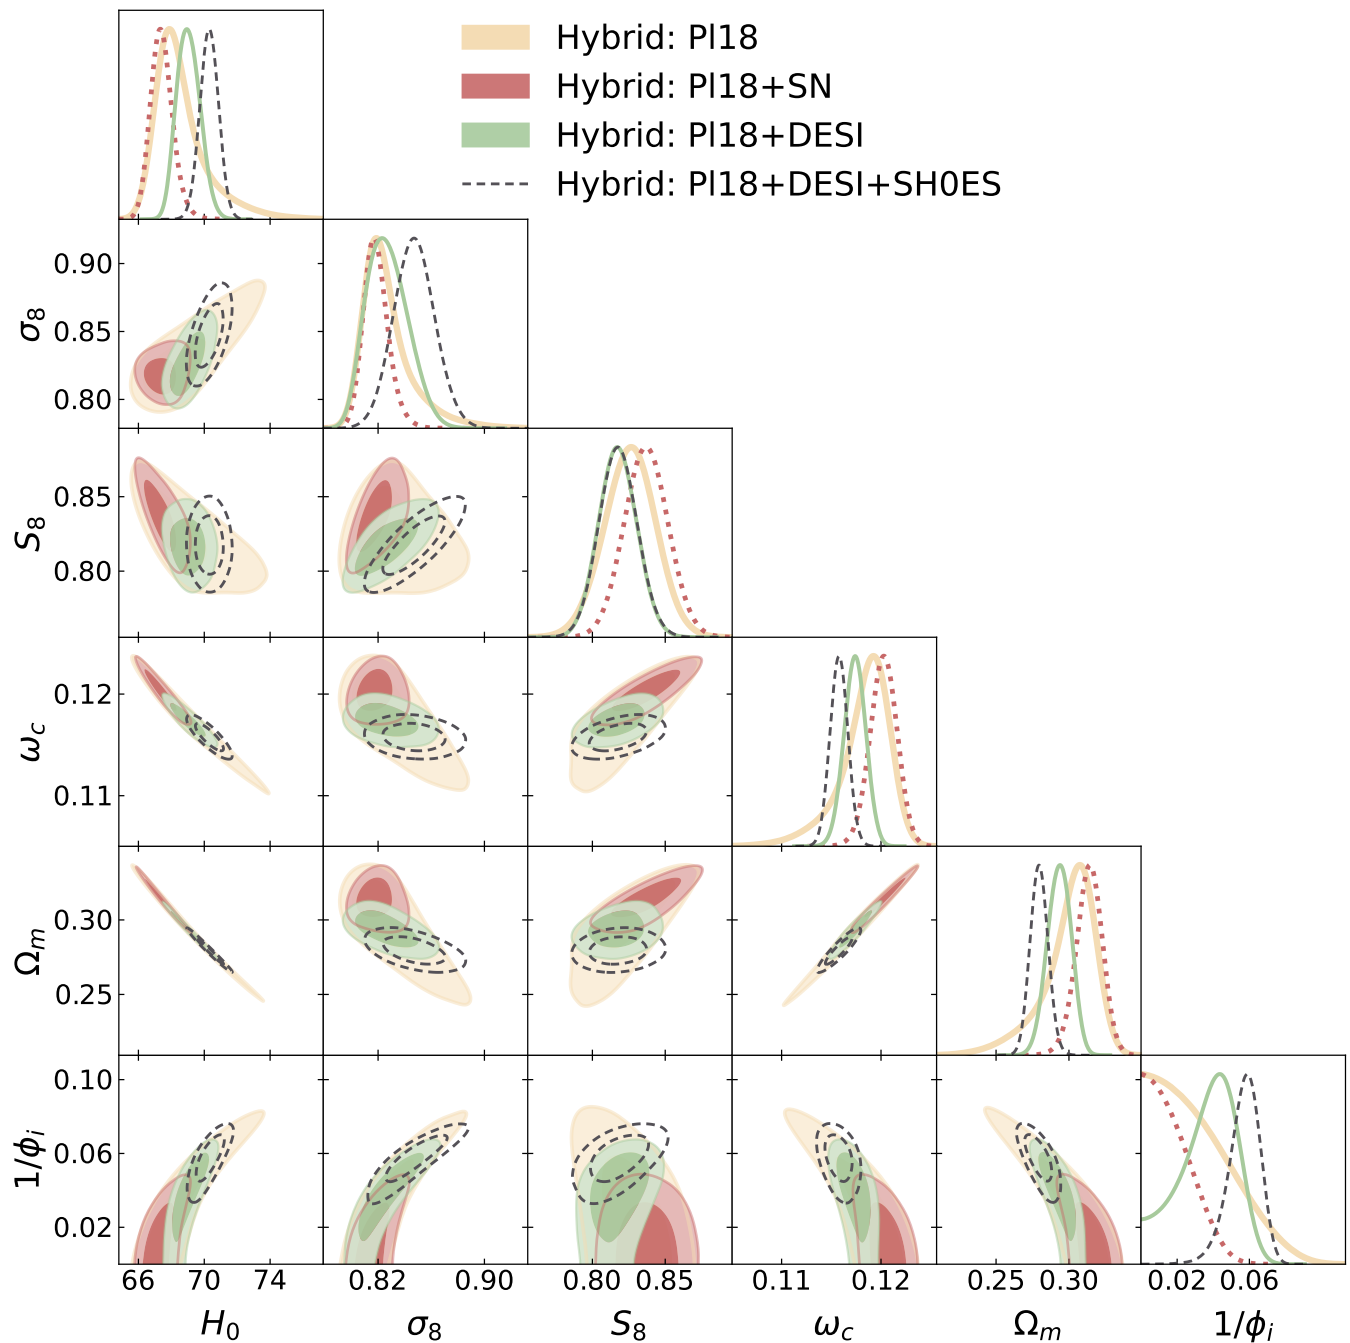 Hybrid: Pl18
Hybrid: Pl18+SN
Hybrid: Pl18+DESI
Hybrid: Pl18+DESI+SH0ES
0.90
0.85
0.80
σ8
0.85
0.80
S8
0.12
0.11
ωc
0.30
0.25
Ωm
0.10
0.06
0.02
1/ϕi
66 70 74 0.82 0.90 0.80 0.85 0.11 0.12 0.25 0.30 0.02 0.06
H0 σ8 S8 ωc Ωm 1/ϕi